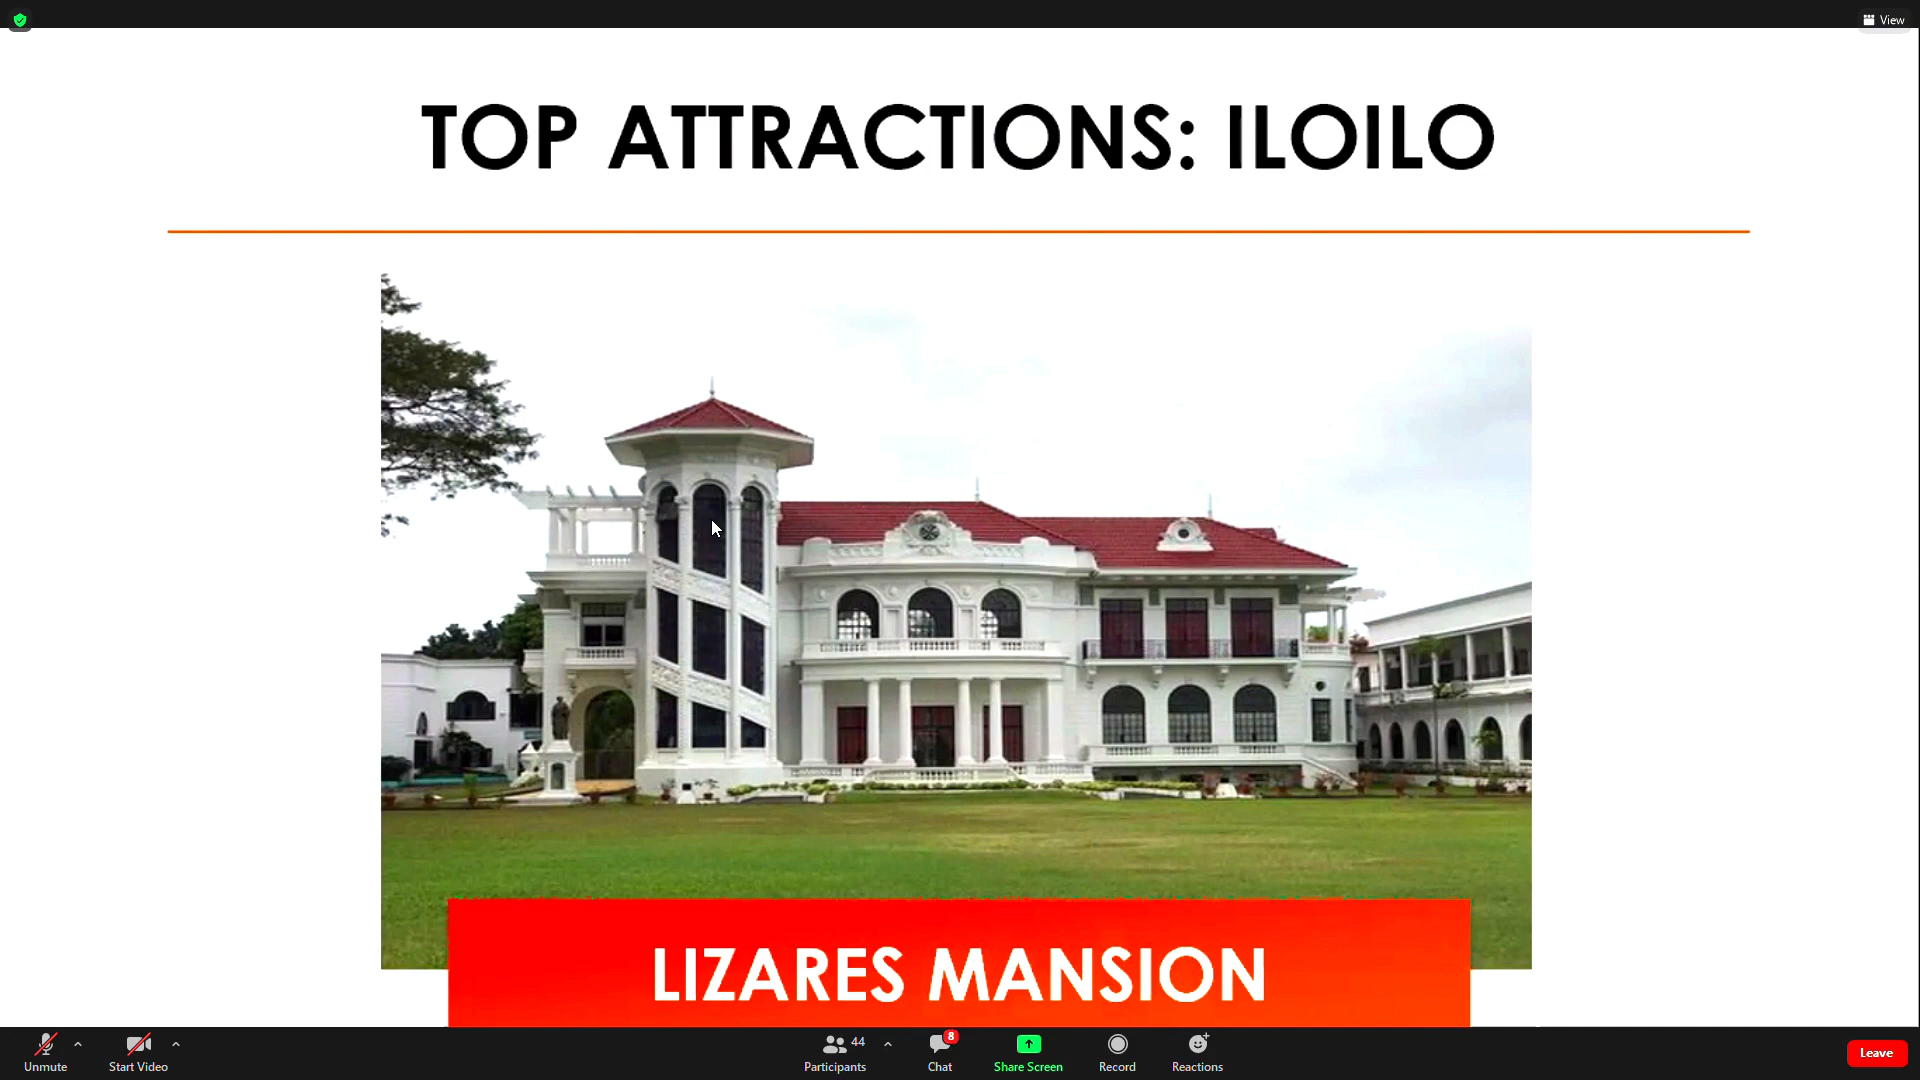 View
TOP ATTRACTIONS: ILOILO
LIZARES MANSION
Unmute
Start Video
44
Participants
8
Chat
Share Screen
Record
Reactions
Leave